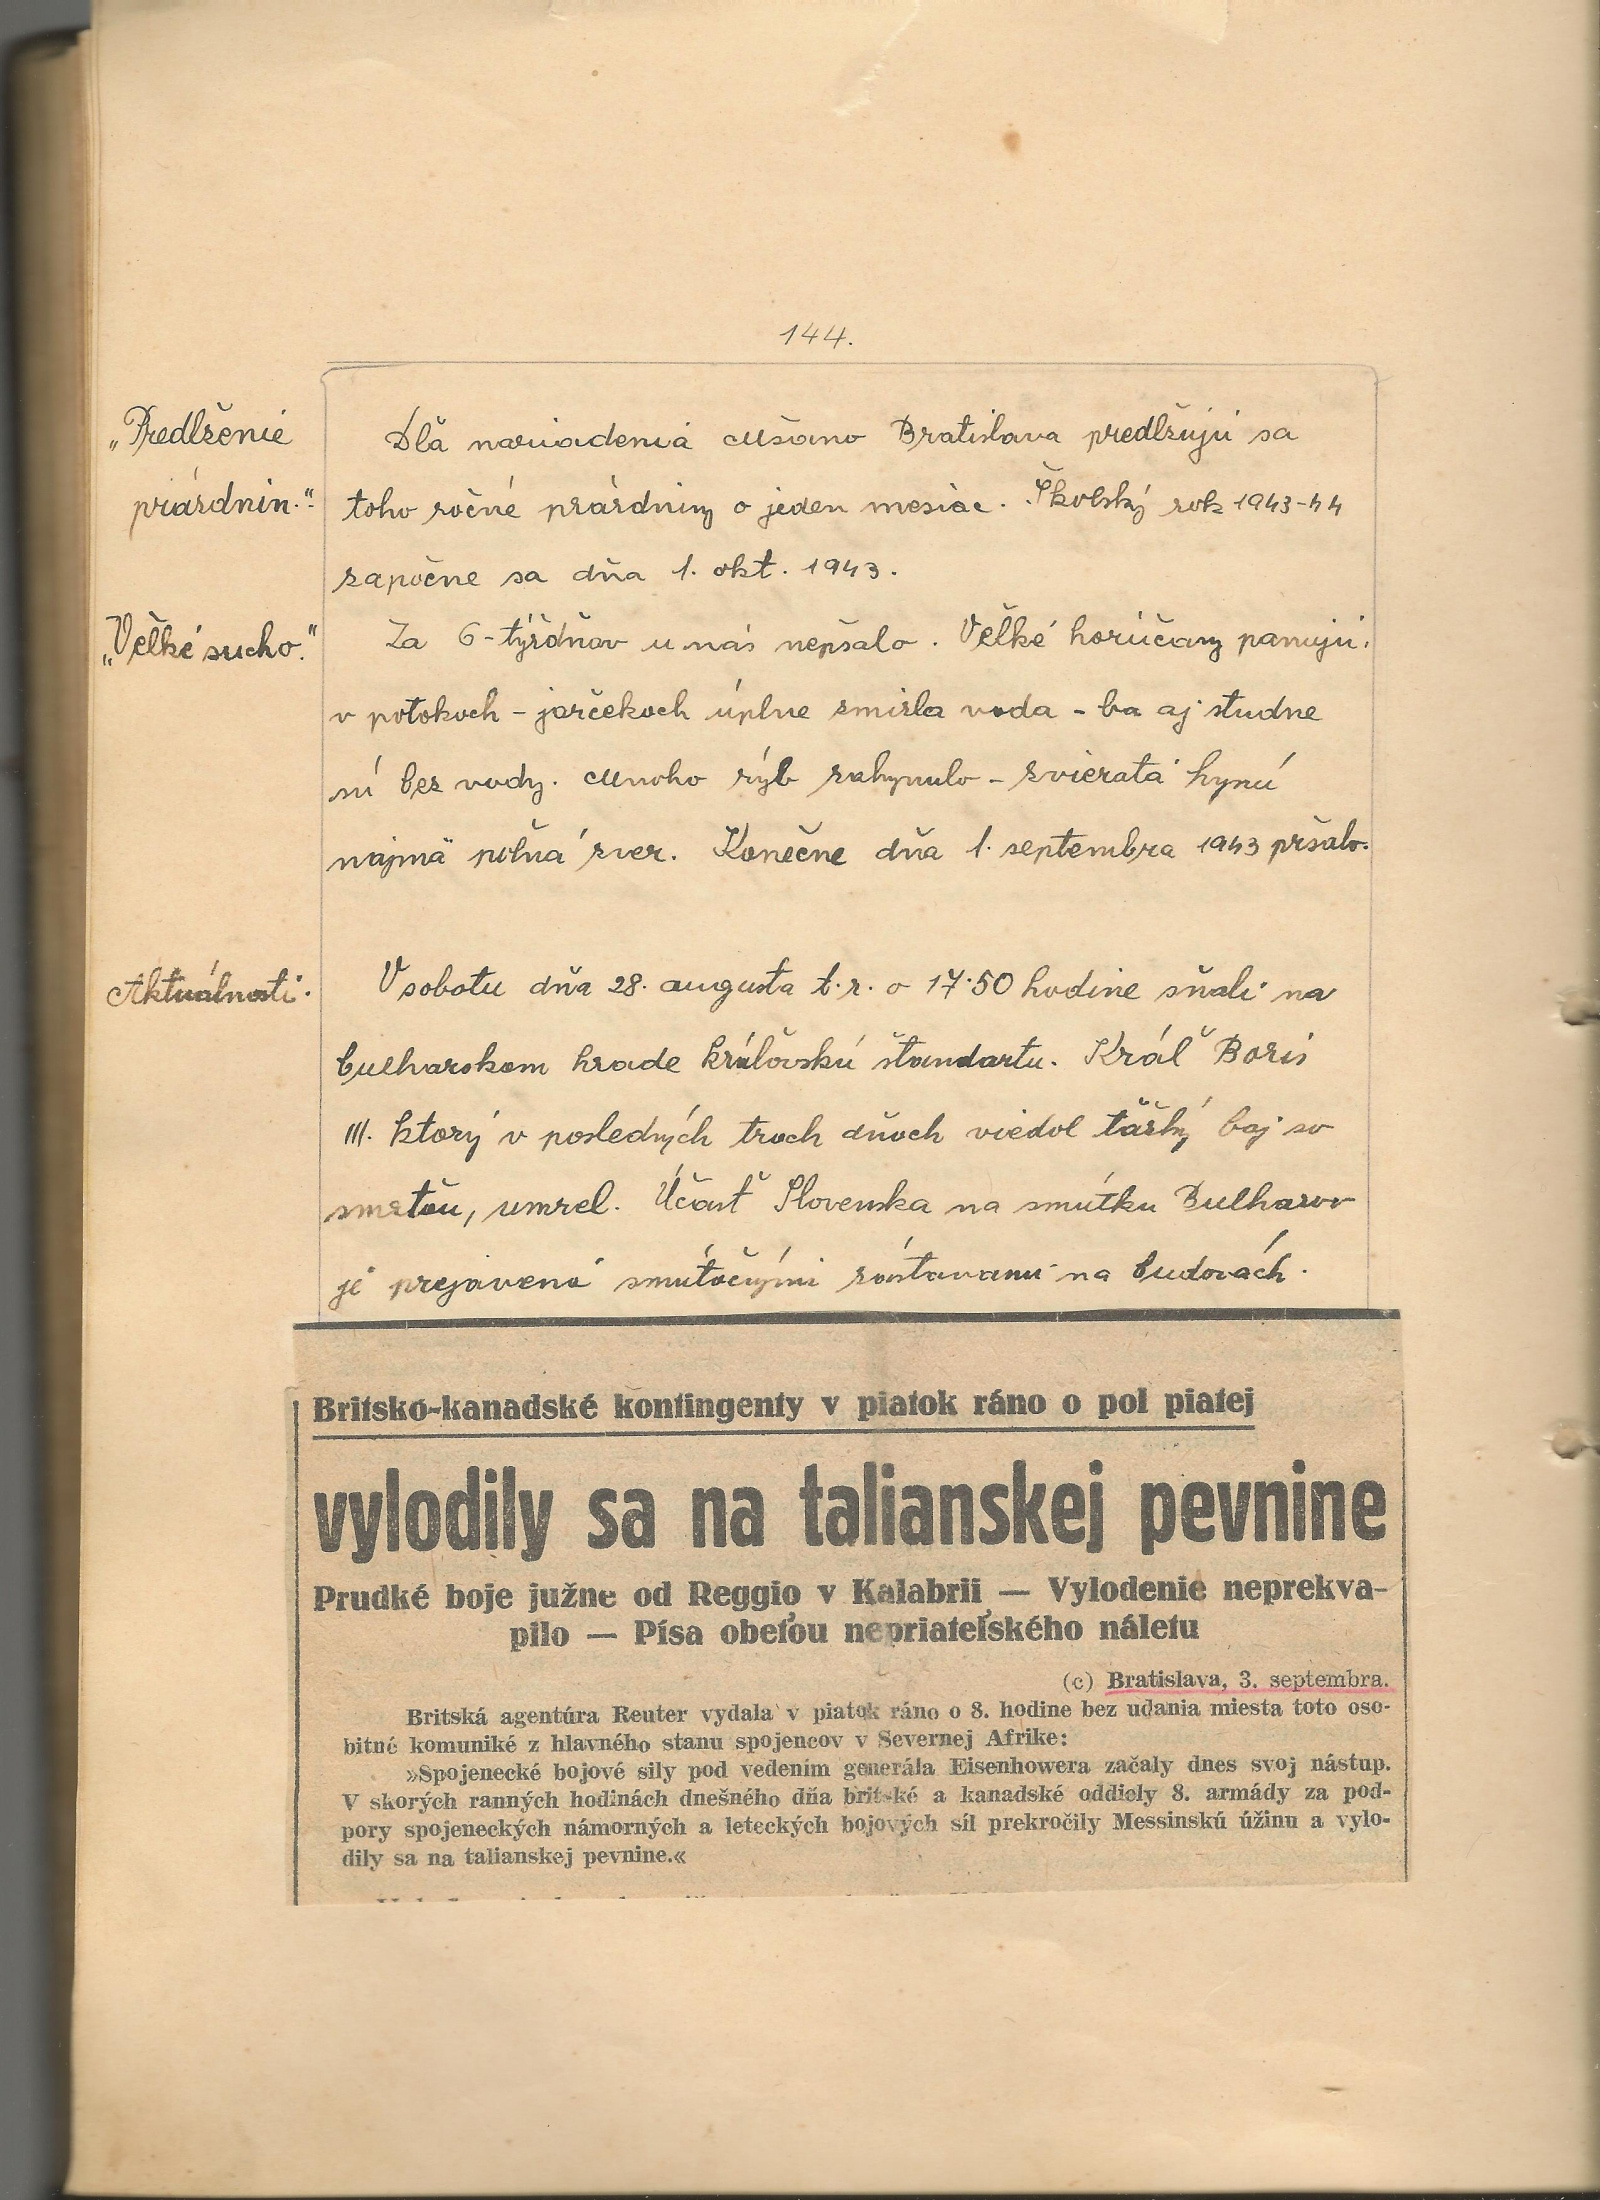 144.
„Predlženie
prázdnin."
Dľa nariadenia Mšano Bratislava predlžujú sa
toho ročné prázdniny o jeden mesiac. Školský rok 1943-44
započne sa dňa 1. okt. 1943.
„Veľké sucho."
Za 6-týždňov u nás nepšalo. Veľké horúčavy panujú,
v potokoch - jarčekoch úplne zmizla voda - ba aj studne
sú bez vody. Mnoho rýb zahynulo - zvieratá hynú
najmä poľná zver. Konečne dňa 1. septembra 1943 pršalo.
Aktuálnosti.
V sobotu dňa 28. augusta t.r. o 17:50 hodine sňali na
bulharskom hrade kráľovskú štandartu. Kráľ Boris
III. ktorý v posledných troch dňoch viedol ťažký boj so
smrťou, umrel. Účasť Slovenska na smútku Bulharov
je prejavená smútočnými zástavami na budovách.
Britsko-kanadské kontingenty v piatok ráno o pol piatej
vylodily sa na talianskej pevnine
Prudké boje južne od Reggio v Kalabrii — Vylodenie neprekva-
pilo — Písa obeťou nepriateľského náletu
(c) Bratislava, 3. septembra.
Britská agentúra Reuter vydala v piatok ráno o 8. hodine bez udania miesta toto oso-
bitné komuniké z hlavného stanu spojencov v Severnej Afrike:
»Spojenecké bojové sily pod vedením generála Eisenhowera začaly dnes svoj nástup.
V skorých ranných hodinách dnešného dňa britské a kanadské oddiely 8. armády za pod-
pory spojeneckých námorných a leteckých bojových síl prekročily Messinskú úžinu a vylo-
dily sa na talianskej pevnine.«